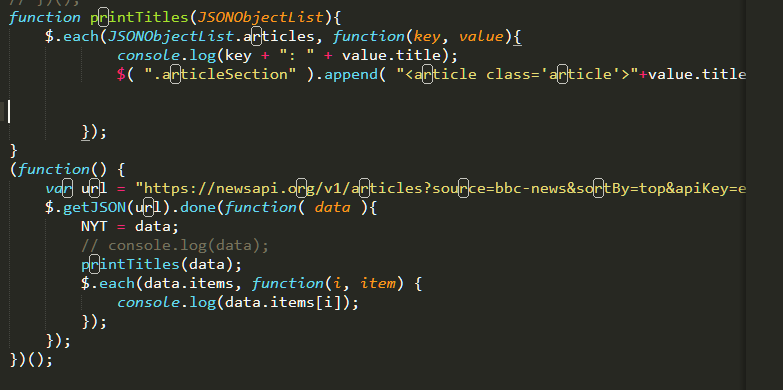 // })();
function printTitles(JSONObjectList){
$.each(JSONObjectList.articles, function(key, value){
console.log(key + ": " + value.title);
$( ".articleSection" ).append( "<article class='article'>"+value.title
});
}
(function() {
var url = "https://newsapi.org/v1/articles?source=bbc-news&sortBy=top&apiKey=e
$.getJSON(url).done(function( data ){
NYT = data;
// console.log(data);
printTitles(data);
$.each(data.items, function(i, item) {
console.log(data.items[i]);
});
});
})();